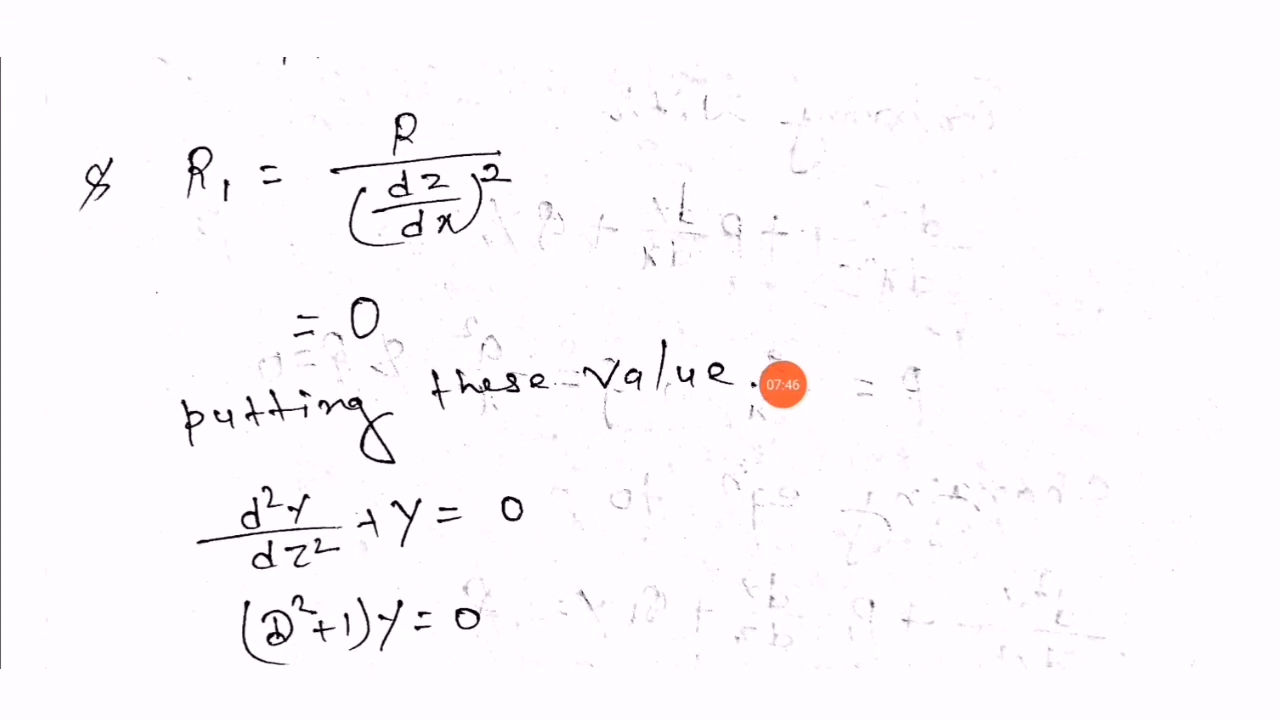 & R₁ = R / (dz/dx)²
= 0
putting these value.
07:46
d²y/dz² + y = 0
(D²+1)y = 0